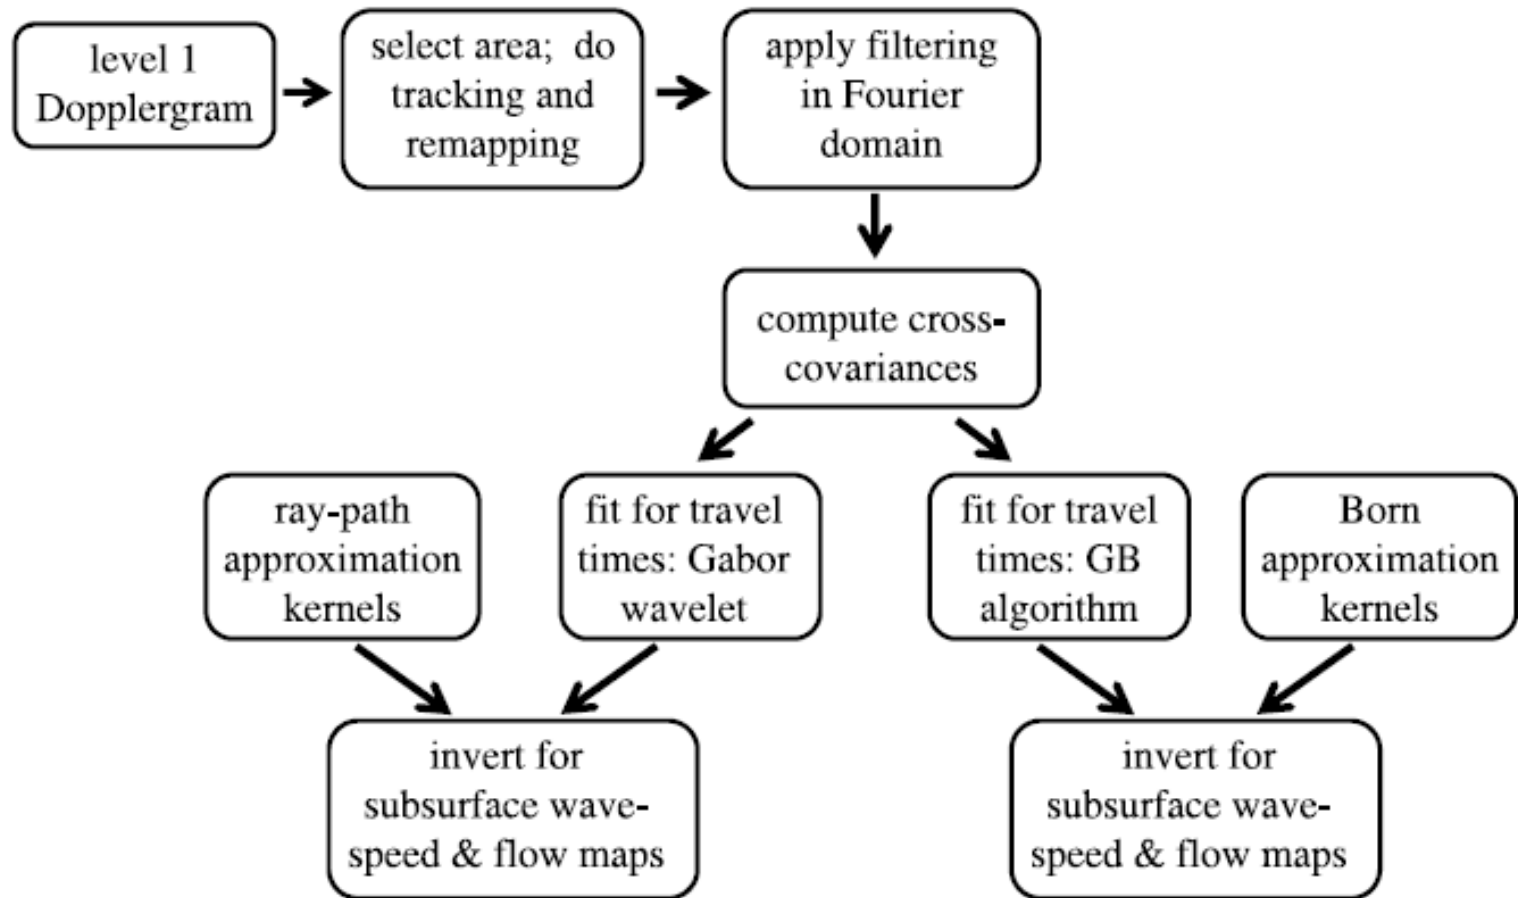 level 1
Dopplergram
select area; do
tracking and
remapping
apply filtering
in Fourier
domain
compute cross-
covariances
ray-path
approximation
kernels
fit for travel
times: Gabor
wavelet
fit for travel
times: GB
algorithm
Born
approximation
kernels
invert for
subsurface wave-
speed & flow maps
invert for
subsurface wave-
speed & flow maps